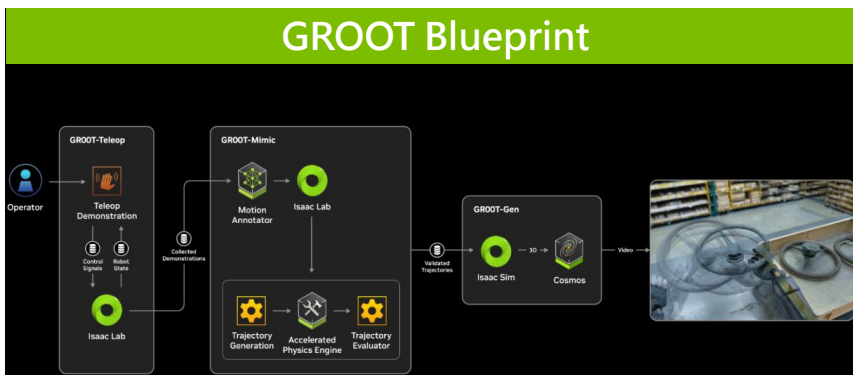 GROOT Blueprint
GR00T-Teleop
Operator
Teleop
Demonstration
Control
Signals
Robot
State
Isaac Lab
Collected
Demonstrations
GR00T-Mimic
Motion
Annotator
Isaac Lab
Trajectory
Generation
Accelerated
Physics Engine
Trajectory
Evaluator
Validated
Trajectories
GR00T-Gen
Isaac Sim
3D
Cosmos
Video